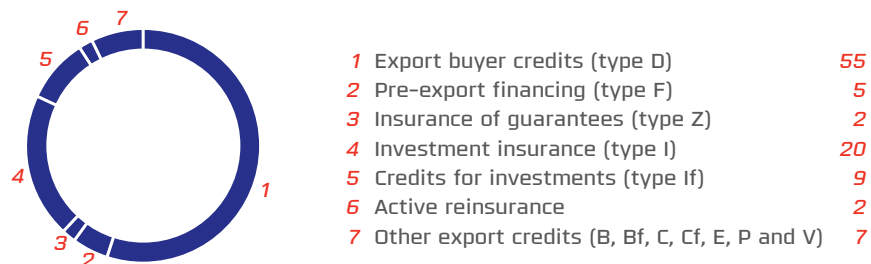 7
6
5
4
3
2
1
1 Export buyer credits (type D) 55
2 Pre-export financing (type F) 5
3 Insurance of guarantees (type Z) 2
4 Investment insurance (type I) 20
5 Credits for investments (type If) 9
6 Active reinsurance 2
7 Other export credits (B, Bf, C, Cf, E, P and V) 7